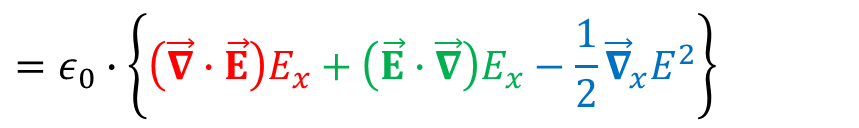 = ϵ₀ · {(∇⃗ · E⃗)Eₓ + (E⃗ · ∇⃗)Eₓ − 1/2 ∇⃗ₓE²}